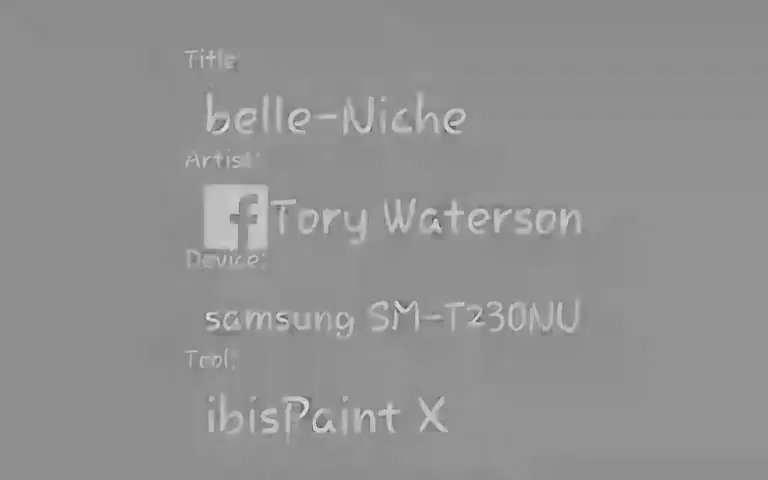 Title
belle-Niche
Artist:
Tory Waterson
Device:
samsung SM-T230NU
Tool:
ibisPaint X